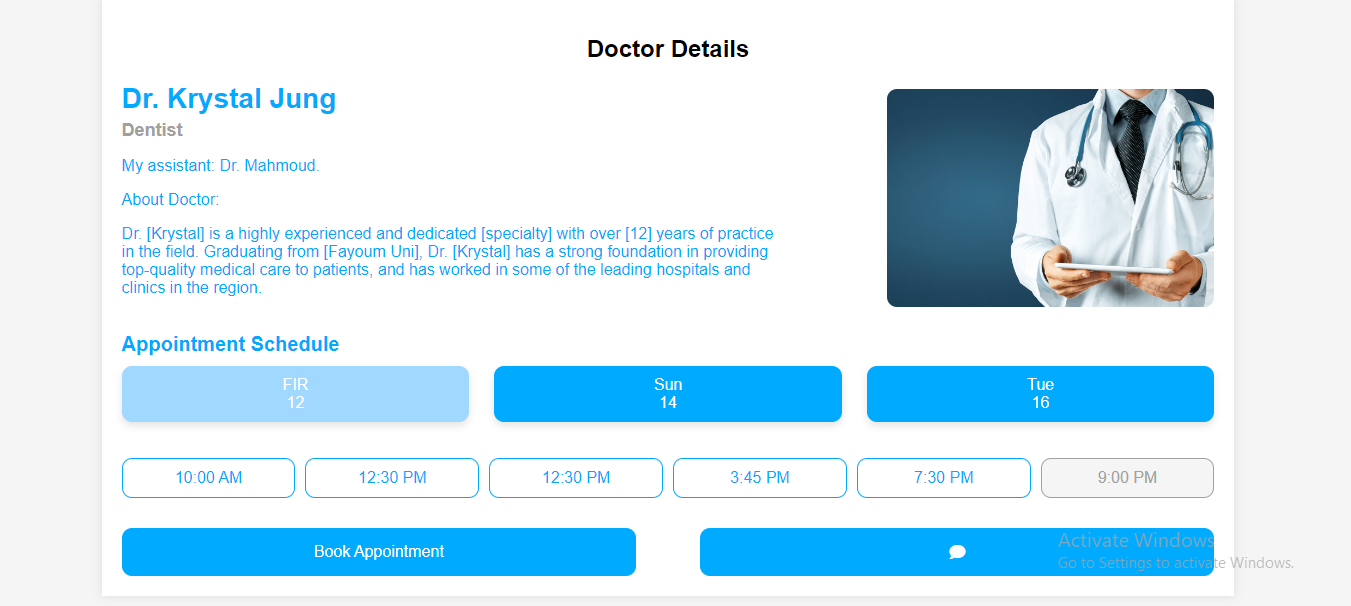 Doctor Details
Dr. Krystal Jung
Dentist
My assistant: Dr. Mahmoud.
About Doctor:
Dr. [Krystal] is a highly experienced and dedicated [specialty] with over [12] years of practice
in the field. Graduating from [Fayoum Uni], Dr. [Krystal] has a strong foundation in providing
top-quality medical care to patients, and has worked in some of the leading hospitals and
clinics in the region.
Appointment Schedule
FIR
12
Sun
14
Tue
16
10:00 AM
12:30 PM
12:30 PM
3:45 PM
7:30 PM
9:00 PM
Book Appointment
Activate Windows
Go to Settings to activate Windows.